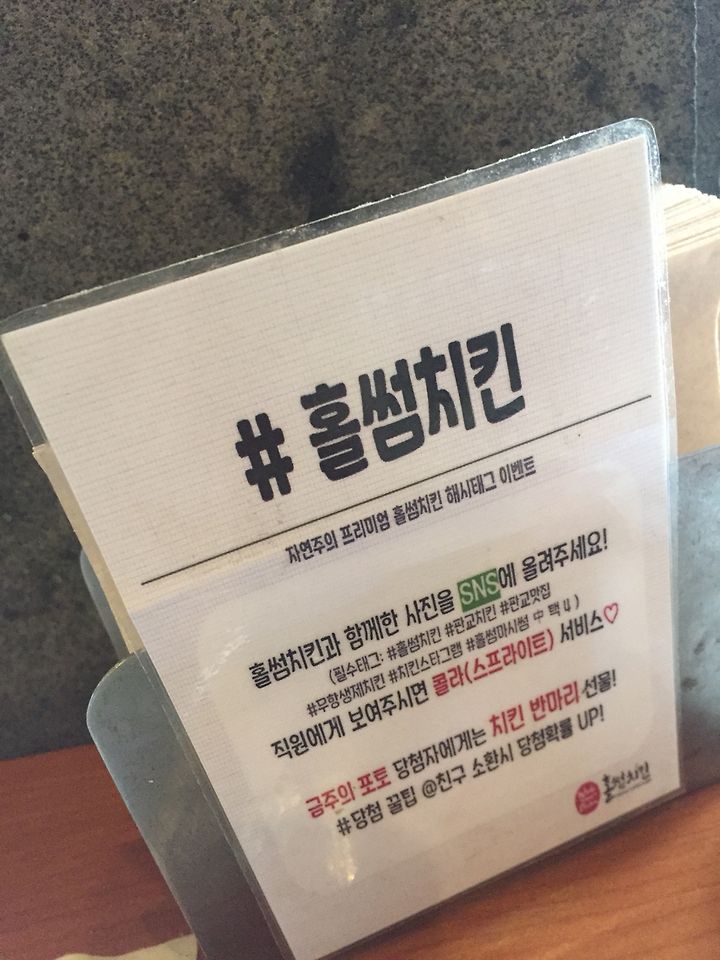 # 홀썸치킨
자연주의 프리미엄 홀썸치킨 해시태그 이벤트
홀썸치킨과 함께한 사진을 SNS에 올려주세요!
(필수태그: #홀썸치킨 #판교치킨 #판교맛집
#무항생제치킨 #치킨스타그램 #홀썸마시썸 中 택4)
직원에게 보여주시면 콜라(스프라이트) 서비스♡
금주의 포토 당첨자에게는 치킨 반마리 선물!
#당첨 꿀팁 @친구 소환시 당첨확률 UP!
홀썸치킨